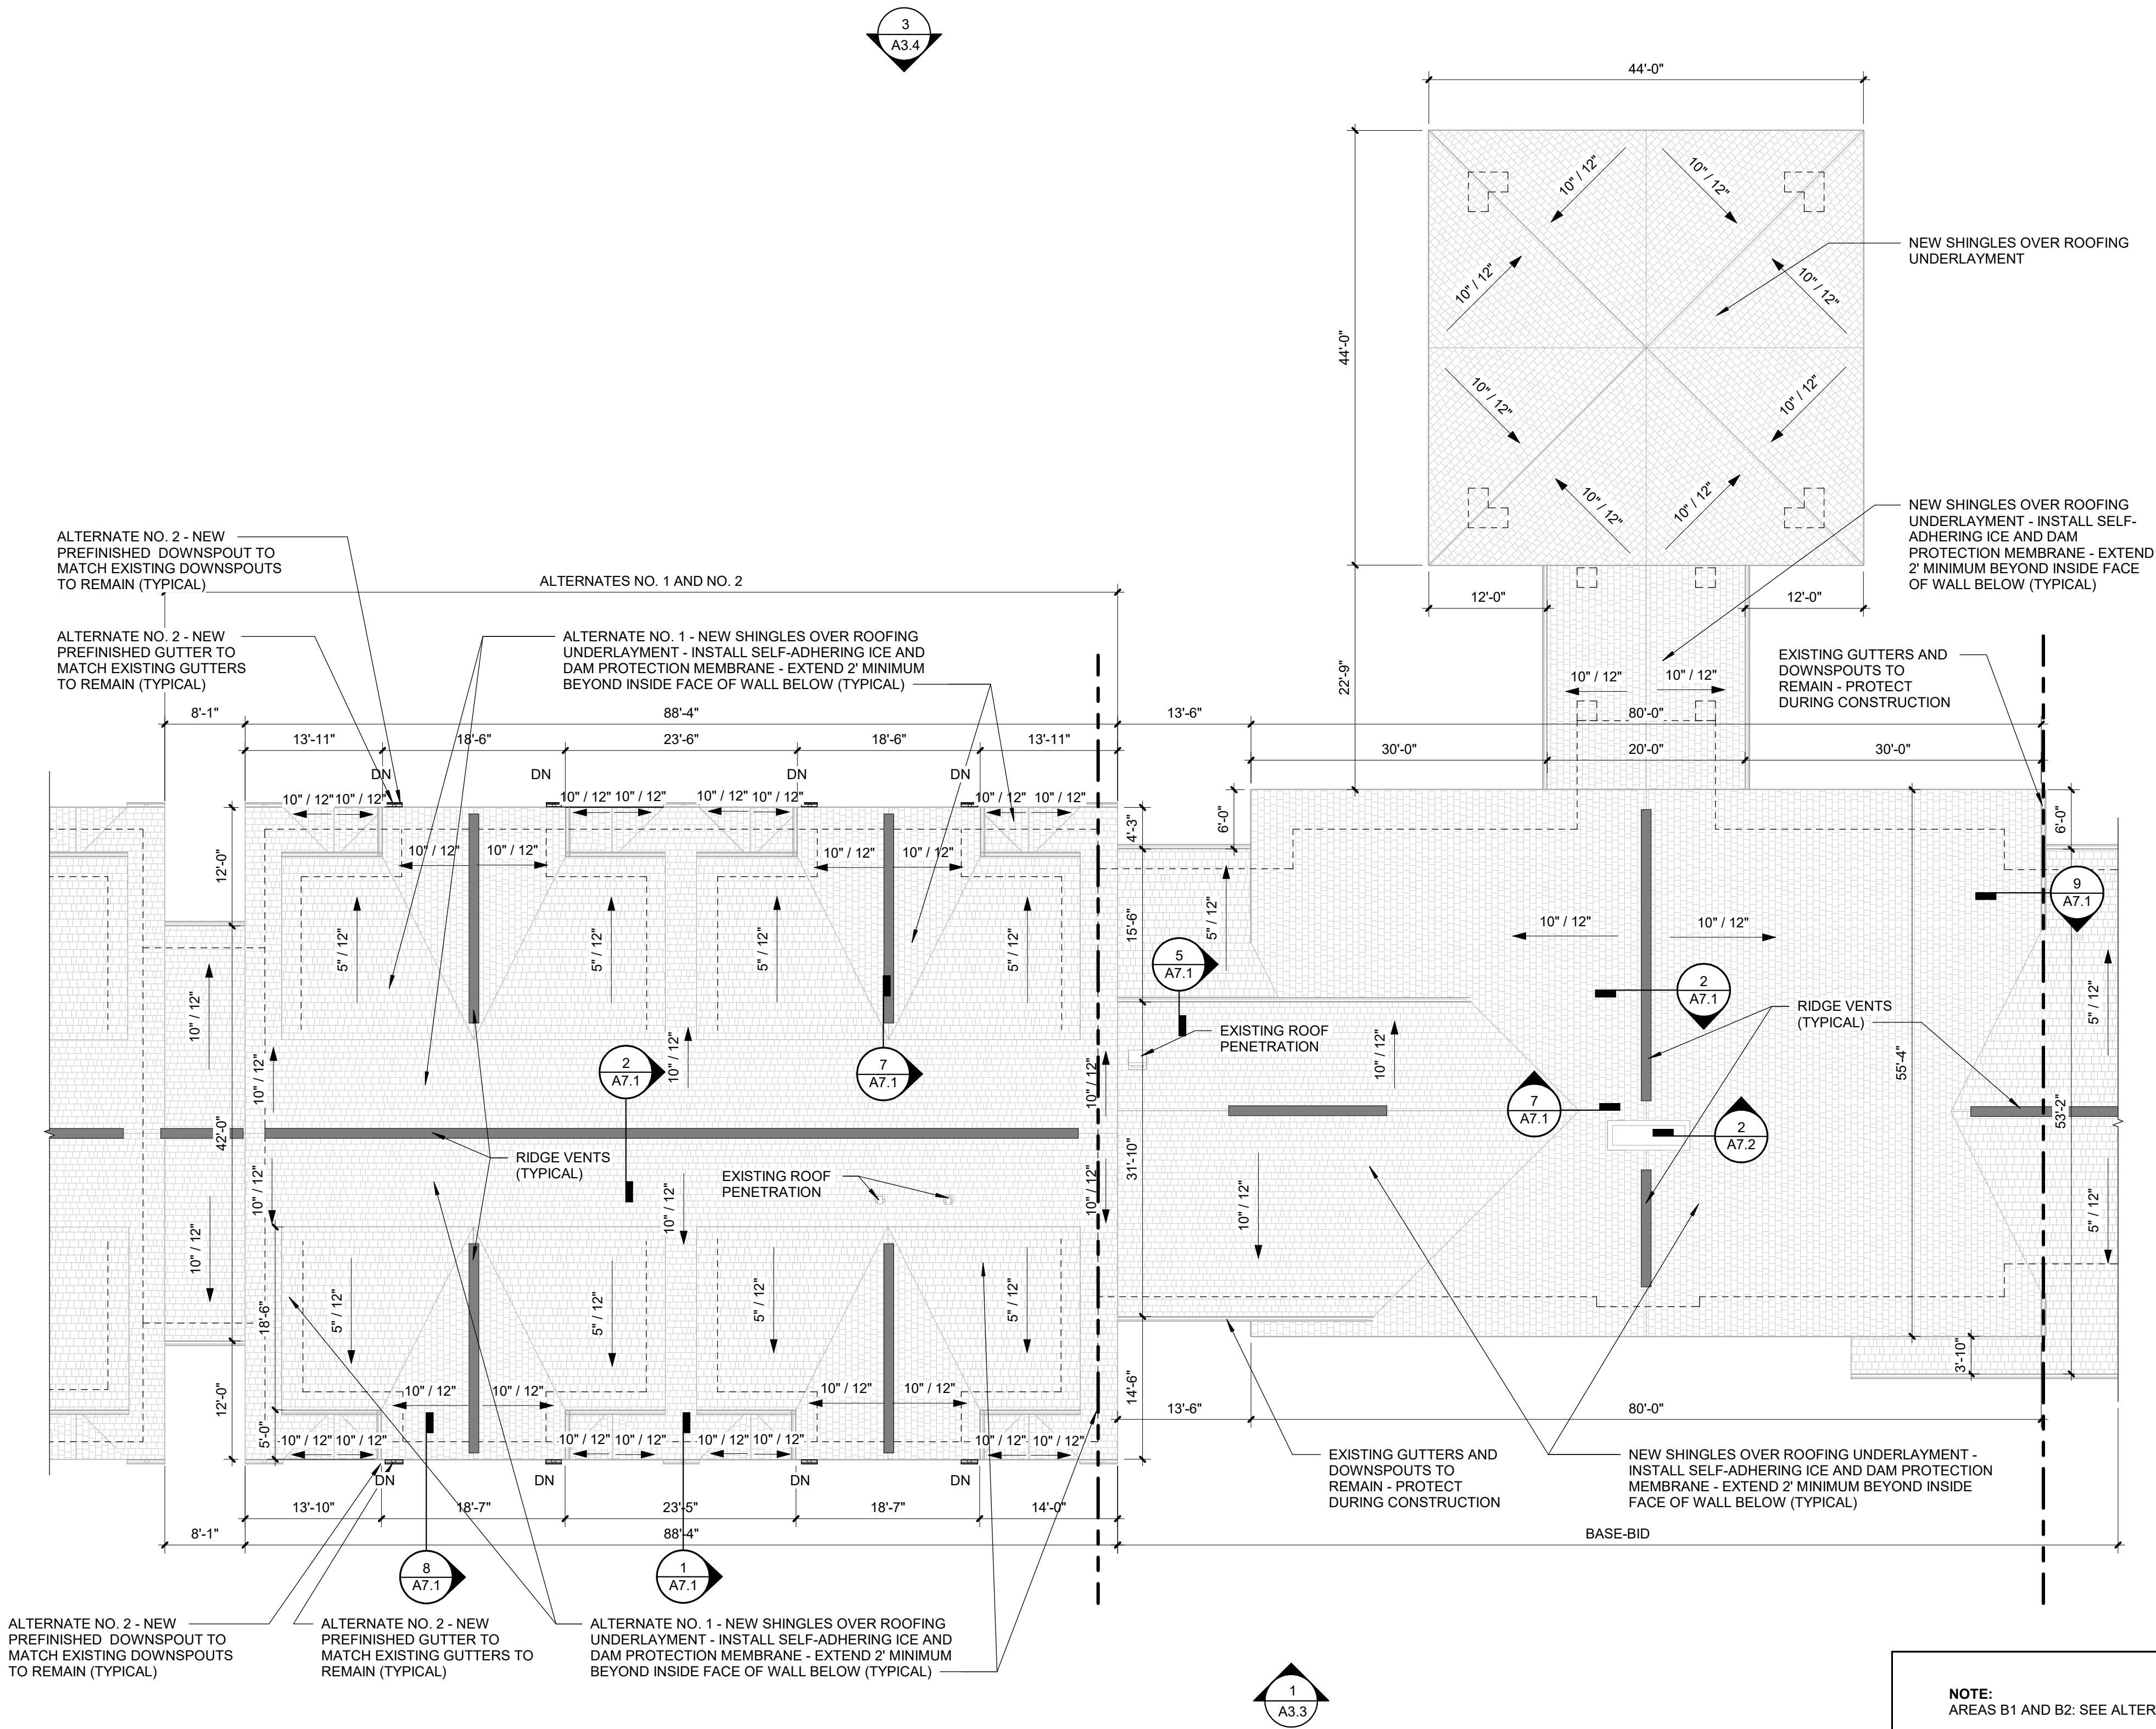 3
A3.4
44'-0"
10" / 12"
10" / 12"
10" / 12"
10" / 12"
44'-0"
10" / 12"
10" / 12"
10" / 12"
10" / 12"
NEW SHINGLES OVER ROOFING
UNDERLAYMENT
NEW SHINGLES OVER ROOFING
UNDERLAYMENT - INSTALL SELF-
ADHERING ICE AND DAM
PROTECTION MEMBRANE - EXTEND
2' MINIMUM BEYOND INSIDE FACE
OF WALL BELOW (TYPICAL)
12'-0"
12'-0"
22'-9"
10" / 12"
10" / 12"
EXISTING GUTTERS AND
DOWNSPOUTS TO
REMAIN - PROTECT
DURING CONSTRUCTION
ALTERNATE NO. 2 - NEW
PREFINISHED DOWNSPOUT TO
MATCH EXISTING DOWNSPOUTS
TO REMAIN (TYPICAL)
ALTERNATES NO. 1 AND NO. 2
ALTERNATE NO. 2 - NEW
PREFINISHED GUTTER TO
MATCH EXISTING GUTTERS
TO REMAIN (TYPICAL)
ALTERNATE NO. 1 - NEW SHINGLES OVER ROOFING
UNDERLAYMENT - INSTALL SELF-ADHERING ICE AND
DAM PROTECTION MEMBRANE - EXTEND 2' MINIMUM
BEYOND INSIDE FACE OF WALL BELOW (TYPICAL)
8'-1"
88'-4"
13'-6"
80'-0"
13'-11"
18'-6"
23'-6"
18'-6"
13'-11"
30'-0"
20'-0"
30'-0"
DN
DN
DN
DN
10" / 12"
10" / 12"
10" / 12"
10" / 12"
10" / 12"
10" / 12"
10" / 12"
10" / 12"
4'-3"
6'-0"
6'-0"
12'-0"
10" / 12"
10" / 12"
10" / 12"
10" / 12"
5" / 12"
5" / 12"
5" / 12"
5" / 12"
15'-6"
5" / 12"
5
A7.1
10" / 12"
10" / 12"
9
A7.1
2
A7.1
5" / 12"
RIDGE VENTS
(TYPICAL)
10" / 12"
EXISTING ROOF
PENETRATION
10" / 12"
10" / 12"
2
A7.1
10" / 12"
7
A7.1
10" / 12"
55'-4"
53'-2"
7
A7.1
2
A7.2
42'-0"
RIDGE VENTS
(TYPICAL)
EXISTING ROOF
PENETRATION
31'-10"
10" / 12"
10" / 12"
10" / 12"
10" / 12"
10" / 12"
5" / 12"
18'-6"
5" / 12"
5" / 12"
5" / 12"
5" / 12"
3'-10"
12'-0"
5'-0"
10" / 12"
10" / 12"
10" / 12"
10" / 12"
14'-6"
10" / 12"
10" / 12"
10" / 12"
10" / 12"
10" / 12"
10" / 12"
10" / 12"
10" / 12"
DN
DN
DN
DN
13'-6"
80'-0"
EXISTING GUTTERS AND
DOWNSPOUTS TO
REMAIN - PROTECT
DURING CONSTRUCTION
NEW SHINGLES OVER ROOFING UNDERLAYMENT -
INSTALL SELF-ADHERING ICE AND DAM PROTECTION
MEMBRANE - EXTEND 2' MINIMUM BEYOND INSIDE
FACE OF WALL BELOW (TYPICAL)
13'-10"
18'-7"
23'-5"
18'-7"
14'-0"
8'-1"
88'-4"
BASE-BID
8
A7.1
1
A7.1
ALTERNATE NO. 2 - NEW
PREFINISHED DOWNSPOUT TO
MATCH EXISTING DOWNSPOUTS
TO REMAIN (TYPICAL)
ALTERNATE NO. 2 - NEW
PREFINISHED GUTTER TO
MATCH EXISTING GUTTERS TO
REMAIN (TYPICAL)
ALTERNATE NO. 1 - NEW SHINGLES OVER ROOFING
UNDERLAYMENT - INSTALL SELF-ADHERING ICE AND
DAM PROTECTION MEMBRANE - EXTEND 2' MINIMUM
BEYOND INSIDE FACE OF WALL BELOW (TYPICAL)
1
A3.3
NOTE:
AREAS B1 AND B2: SEE ALTER